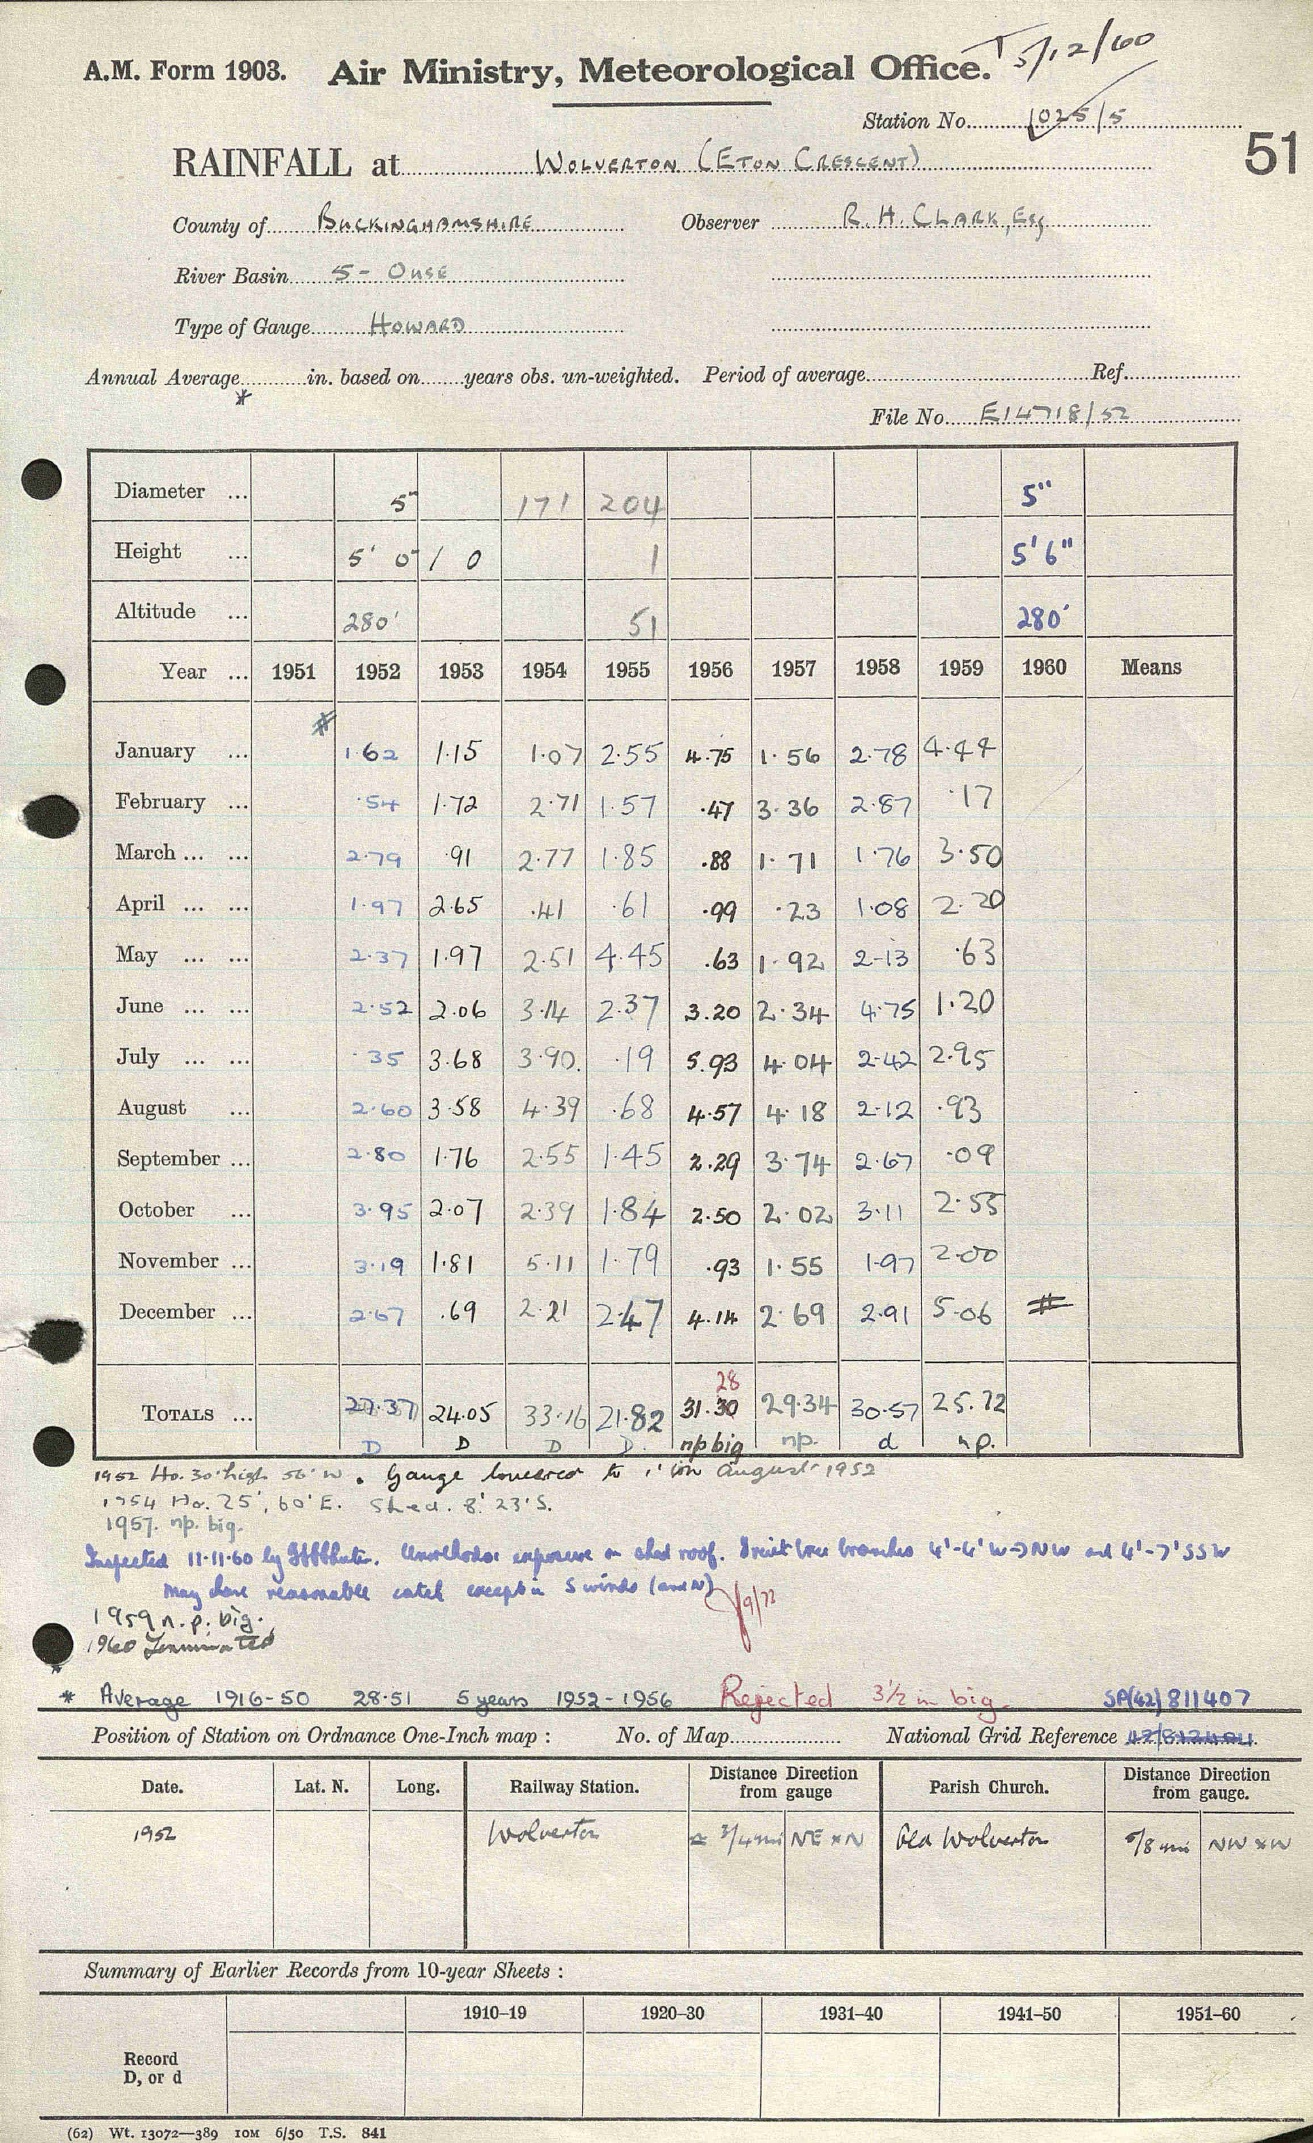 T 5/12/60
A.M. Form 1903. Air Ministry, Meteorological Office.
Station No. 1025/5
51
RAINFALL at WOLVERTON (ETON CRESCENT)
County of BUCKINGHAMSHIRE Observer R. H. CLARK, Esq
River Basin 5 - OUSE
Type of Gauge HOWARD
Annual Average in. based on years obs. un-weighted. Period of average Ref.
*
File No. E14718/52
Diameter ... 5" 171 204 5"
Height ... 5' 0" / 0 1 5'6"
Altitude ... 280' 51 280'
Year ... 1951 1952 1953 1954 1955 1956 1957 1958 1959 1960 Means
#
January ... 1.62 1.15 1.07 2.55 4.75 1.56 2.78 4.44
February ... .54 1.72 2.71 1.57 .47 3.36 2.87 .17
March ... ... 2.79 .91 2.77 1.85 .88 1.71 1.76 3.50
April ... ... 1.97 2.65 .41 .61 .99 .23 1.08 2.20
May ... ... 2.37 1.97 2.51 4.45 .63 1.92 2.13 .63
June ... ... 2.52 2.06 3.14 2.37 3.20 2.34 4.75 1.20
July ... ... .35 3.68 3.90 .19 5.93 4.04 2.42 2.95
August ... 2.60 3.58 4.39 .68 4.57 4.18 2.12 .93
September ... 2.80 1.76 2.55 1.45 2.29 3.74 2.67 .09
October ... 3.95 2.07 2.39 1.84 2.50 2.02 3.11 2.55
November ... 3.19 1.81 5.11 1.79 .93 1.55 1.97 2.00
December ... 2.67 .69 2.21 2.47 4.14 2.69 2.91 5.06 #
28
TOTALS ... 27.37 24.05 33.16 21.82 31.30 29.34 30.57 25.72
D D D D. np big np. d n.p.
1952 Ho. 30' high 56' W. Gauge lowered to 1' in August 1952
1954 Ho. 25', 60' E. Shed. 8' 23' S.
1957. np. big.
Inspected 11.11.60 by Unorthodox exposure on shed roof. Fruit tree branches 4'-4' W→NW and 4'-7' SSW
May have reasonable catch except in S winds (and N)
/9/72
1959 n.p. big.
1960 Terminated
* Average 1916-50 28.51 5 years 1952-1956 Rejected 3½ in big SP(42)811407
Position of Station on Ordnance One-Inch map : No. of Map National Grid Reference
Date. Lat. N. Long. Railway Station. Distance Direction from gauge Parish Church. Distance Direction from gauge.
1952 Wolverton ≃ 3/4 mi NE x N Old Wolverton 5/8 mi NW x W
Summary of Earlier Records from 10-year Sheets :
1910–19 1920–30 1931–40 1941–50 1951–60
Record
D, or d
(62) Wt. 13072—389 10M 6/50 T.S. 841